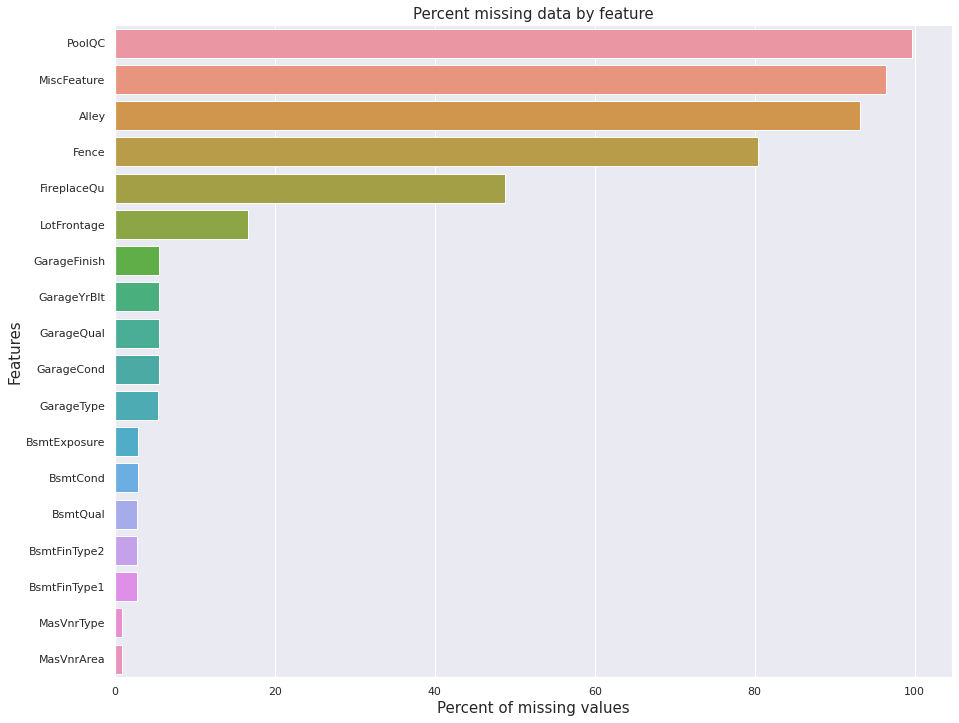 Percent missing data by feature
PoolQC
MiscFeature
Alley
Fence
FireplaceQu
LotFrontage
GarageFinish
GarageYrBlt
GarageQual
GarageCond
GarageType
BsmtExposure
BsmtCond
BsmtQual
BsmtFinType2
BsmtFinType1
MasVnrType
MasVnrArea
Features
0 20 40 60 80 100
Percent of missing values